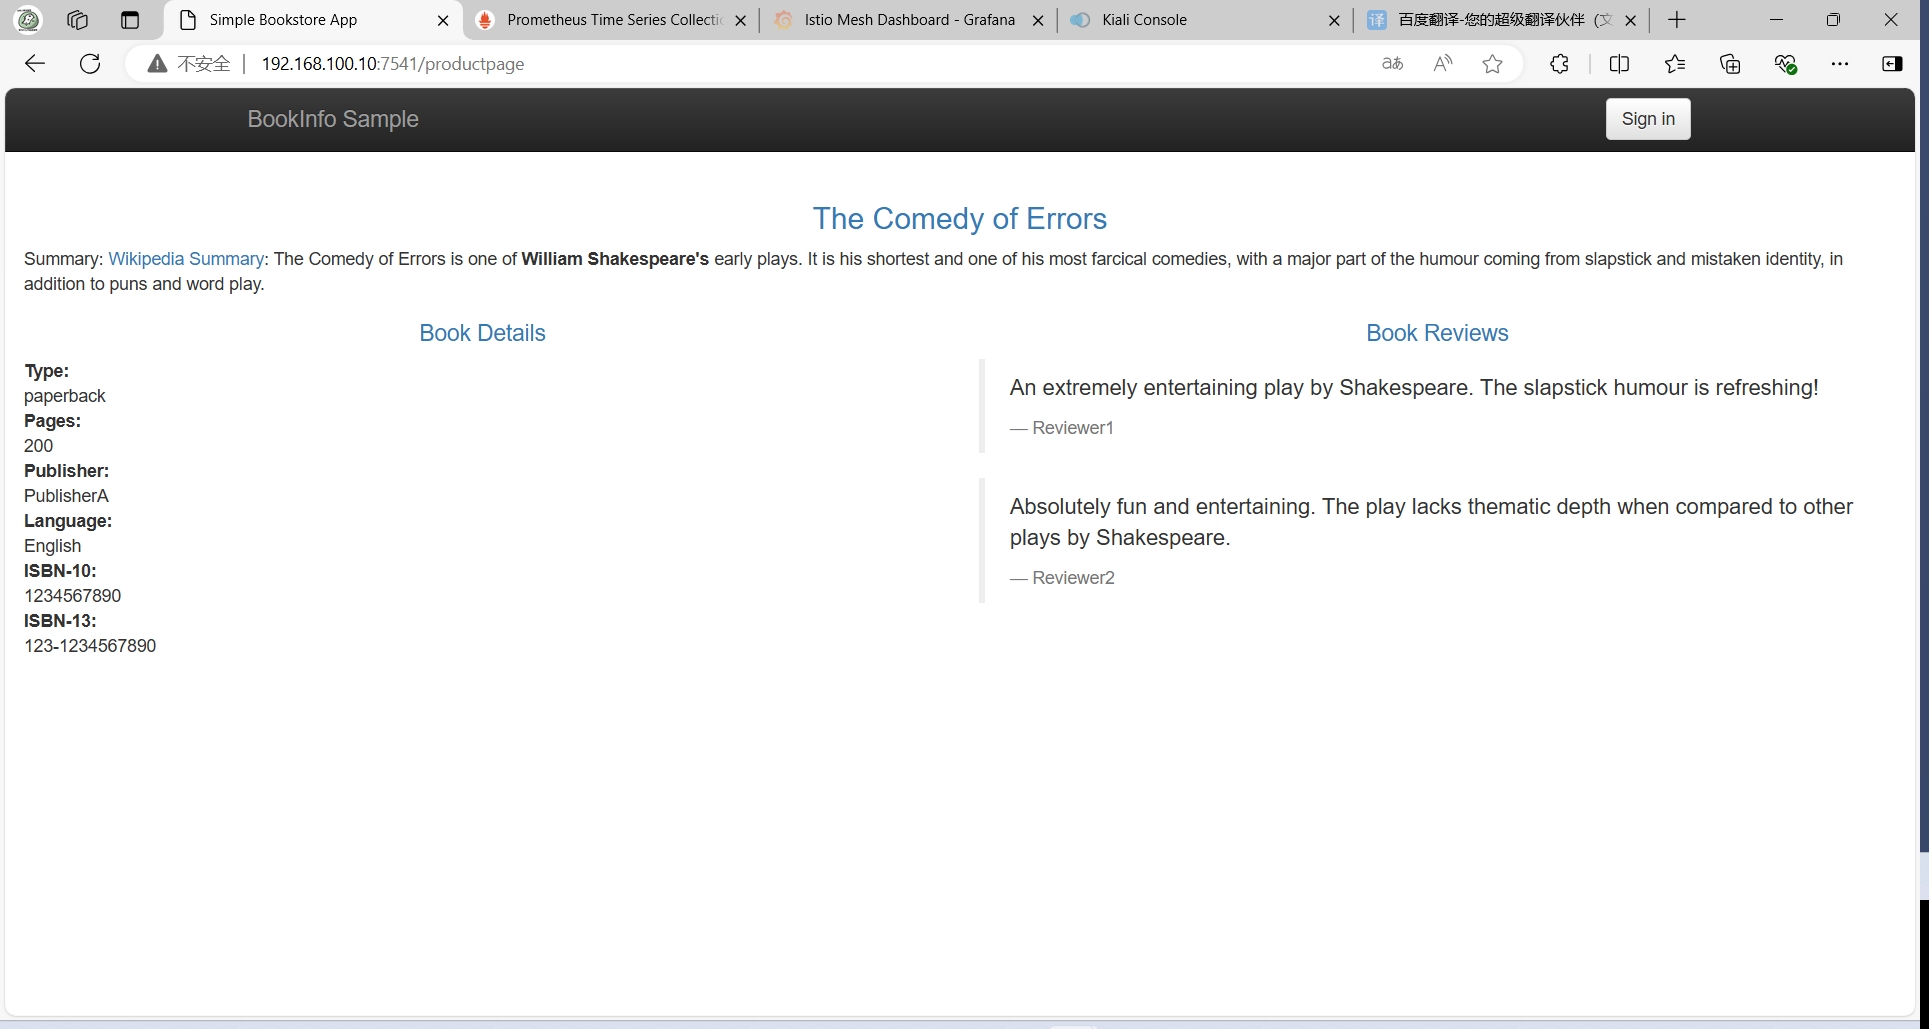 Simple Bookstore App
Prometheus Time Series Collectio
Istio Mesh Dashboard - Grafana
Kiali Console
译 百度翻译-您的超级翻译伙伴（文
不安全 192.168.100.10:7541/productpage
BookInfo Sample
Sign in
The Comedy of Errors
Summary: Wikipedia Summary: The Comedy of Errors is one of William Shakespeare's early plays. It is his shortest and one of his most farcical comedies, with a major part of the humour coming from slapstick and mistaken identity, in
addition to puns and word play.
Book Details
Type:
paperback
Pages:
200
Publisher:
PublisherA
Language:
English
ISBN-10:
1234567890
ISBN-13:
123-1234567890
Book Reviews
An extremely entertaining play by Shakespeare. The slapstick humour is refreshing!
— Reviewer1
Absolutely fun and entertaining. The play lacks thematic depth when compared to other
plays by Shakespeare.
— Reviewer2